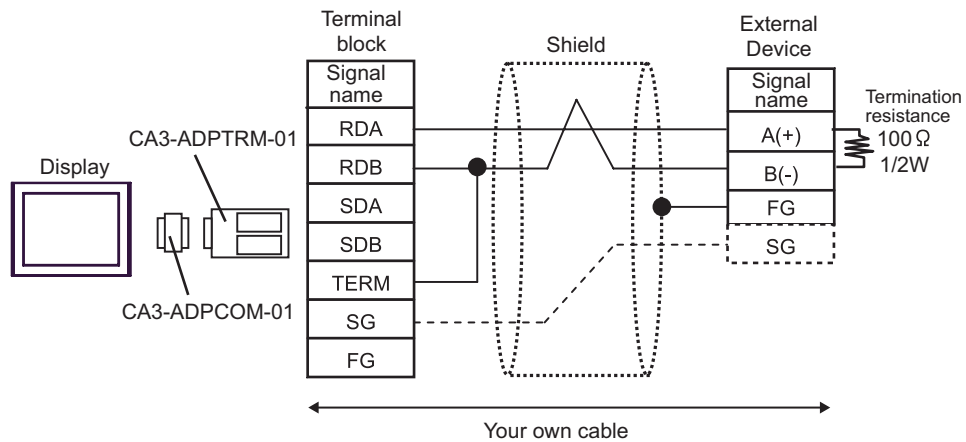 Display
CA3-ADPCOM-01
CA3-ADPTRM-01
Terminal
block
Signal
name
RDA
RDB
SDA
SDB
TERM
SG
FG
Shield
External
Device
Signal
name
A(+)
B(-)
FG
SG
Termination
resistance
100 Ω
1/2W
Your own cable